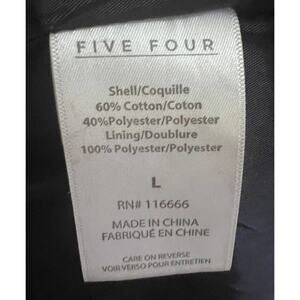 FIVE FOUR
Shell/Coquille
60% Cotton/Coton
40%Polyester/Polyester
Lining/Doublure
100% Polyester/Polyester
L
RN# 116666
MADE IN CHINA
FABRIQUÉ EN CHINE
CARE ON REVERSE
VOIR VERSO POUR ENTRETIEN